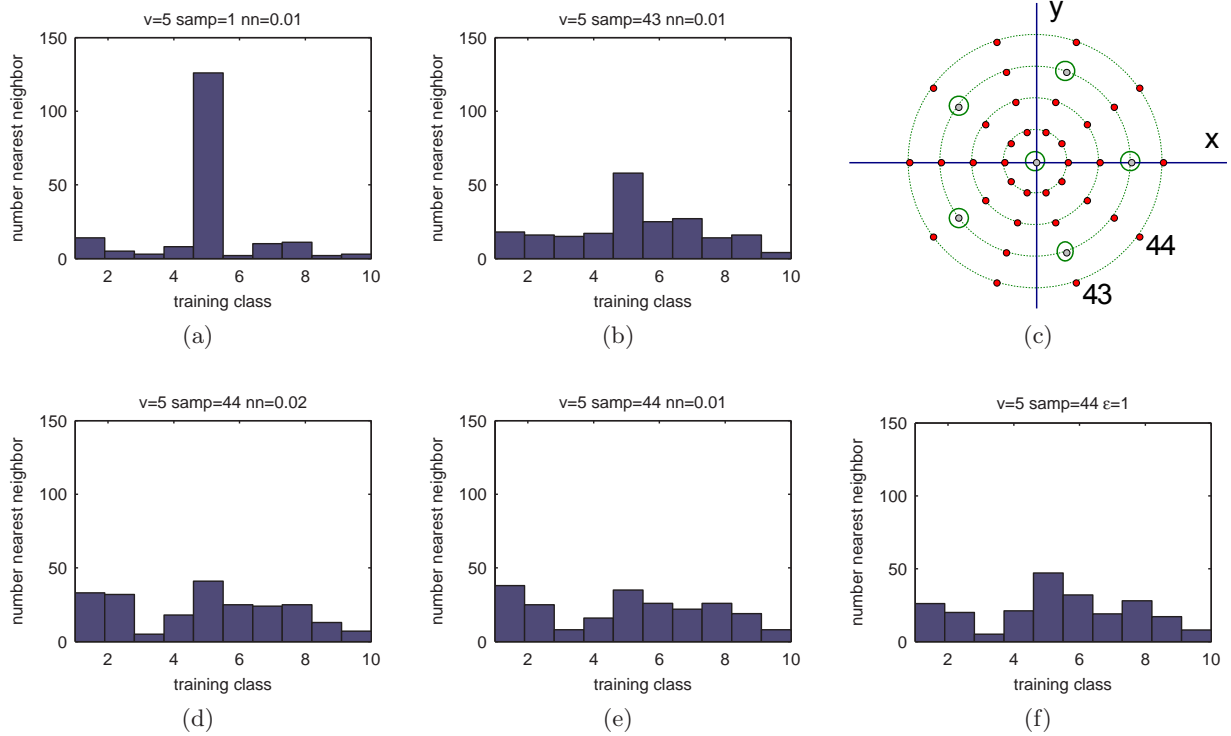 v=5 samp=1 nn=0.01
150
100
50
0
number nearest neighbor
2 4 6 8 10
training class
(a)
v=5 samp=43 nn=0.01
150
100
50
0
number nearest neighbor
2 4 6 8 10
training class
(b)
y
x
44
43
(c)
v=5 samp=44 nn=0.02
150
100
50
0
number nearest neighbor
2 4 6 8 10
training class
(d)
v=5 samp=44 nn=0.01
150
100
50
0
number nearest neighbor
2 4 6 8 10
training class
(e)
v=5 samp=44 ε=1
150
100
50
0
number nearest neighbor
2 4 6 8 10
training class
(f)